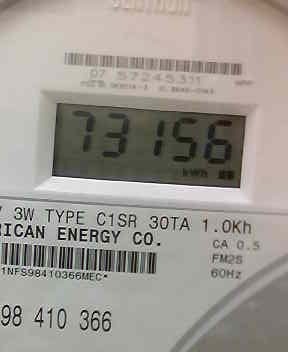 07 57245311
73156
kWh
V 3W TYPE C1SR 30TA 1.0Kh
RICAN ENERGY CO.
CA 0.5
FM2S
60Hz
1NFS98410366MEC*
98 410 366